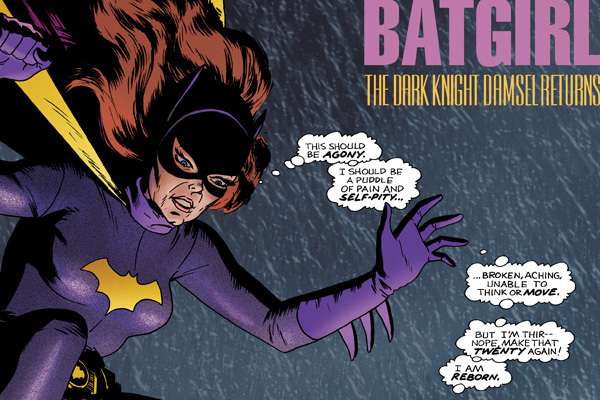 BATGIRL
THE DARK KNIGHT DAMSEL RETURNS
THIS SHOULD
BE AGONY.
I SHOULD BE
A PUDDLE
OF PAIN AND
SELF-PITY...
...BROKEN, ACHING,
UNABLE TO
THINK OR MOVE.
BUT I'M THIR--
NOPE, MAKE THAT
TWENTY AGAIN!
I AM
REBORN.